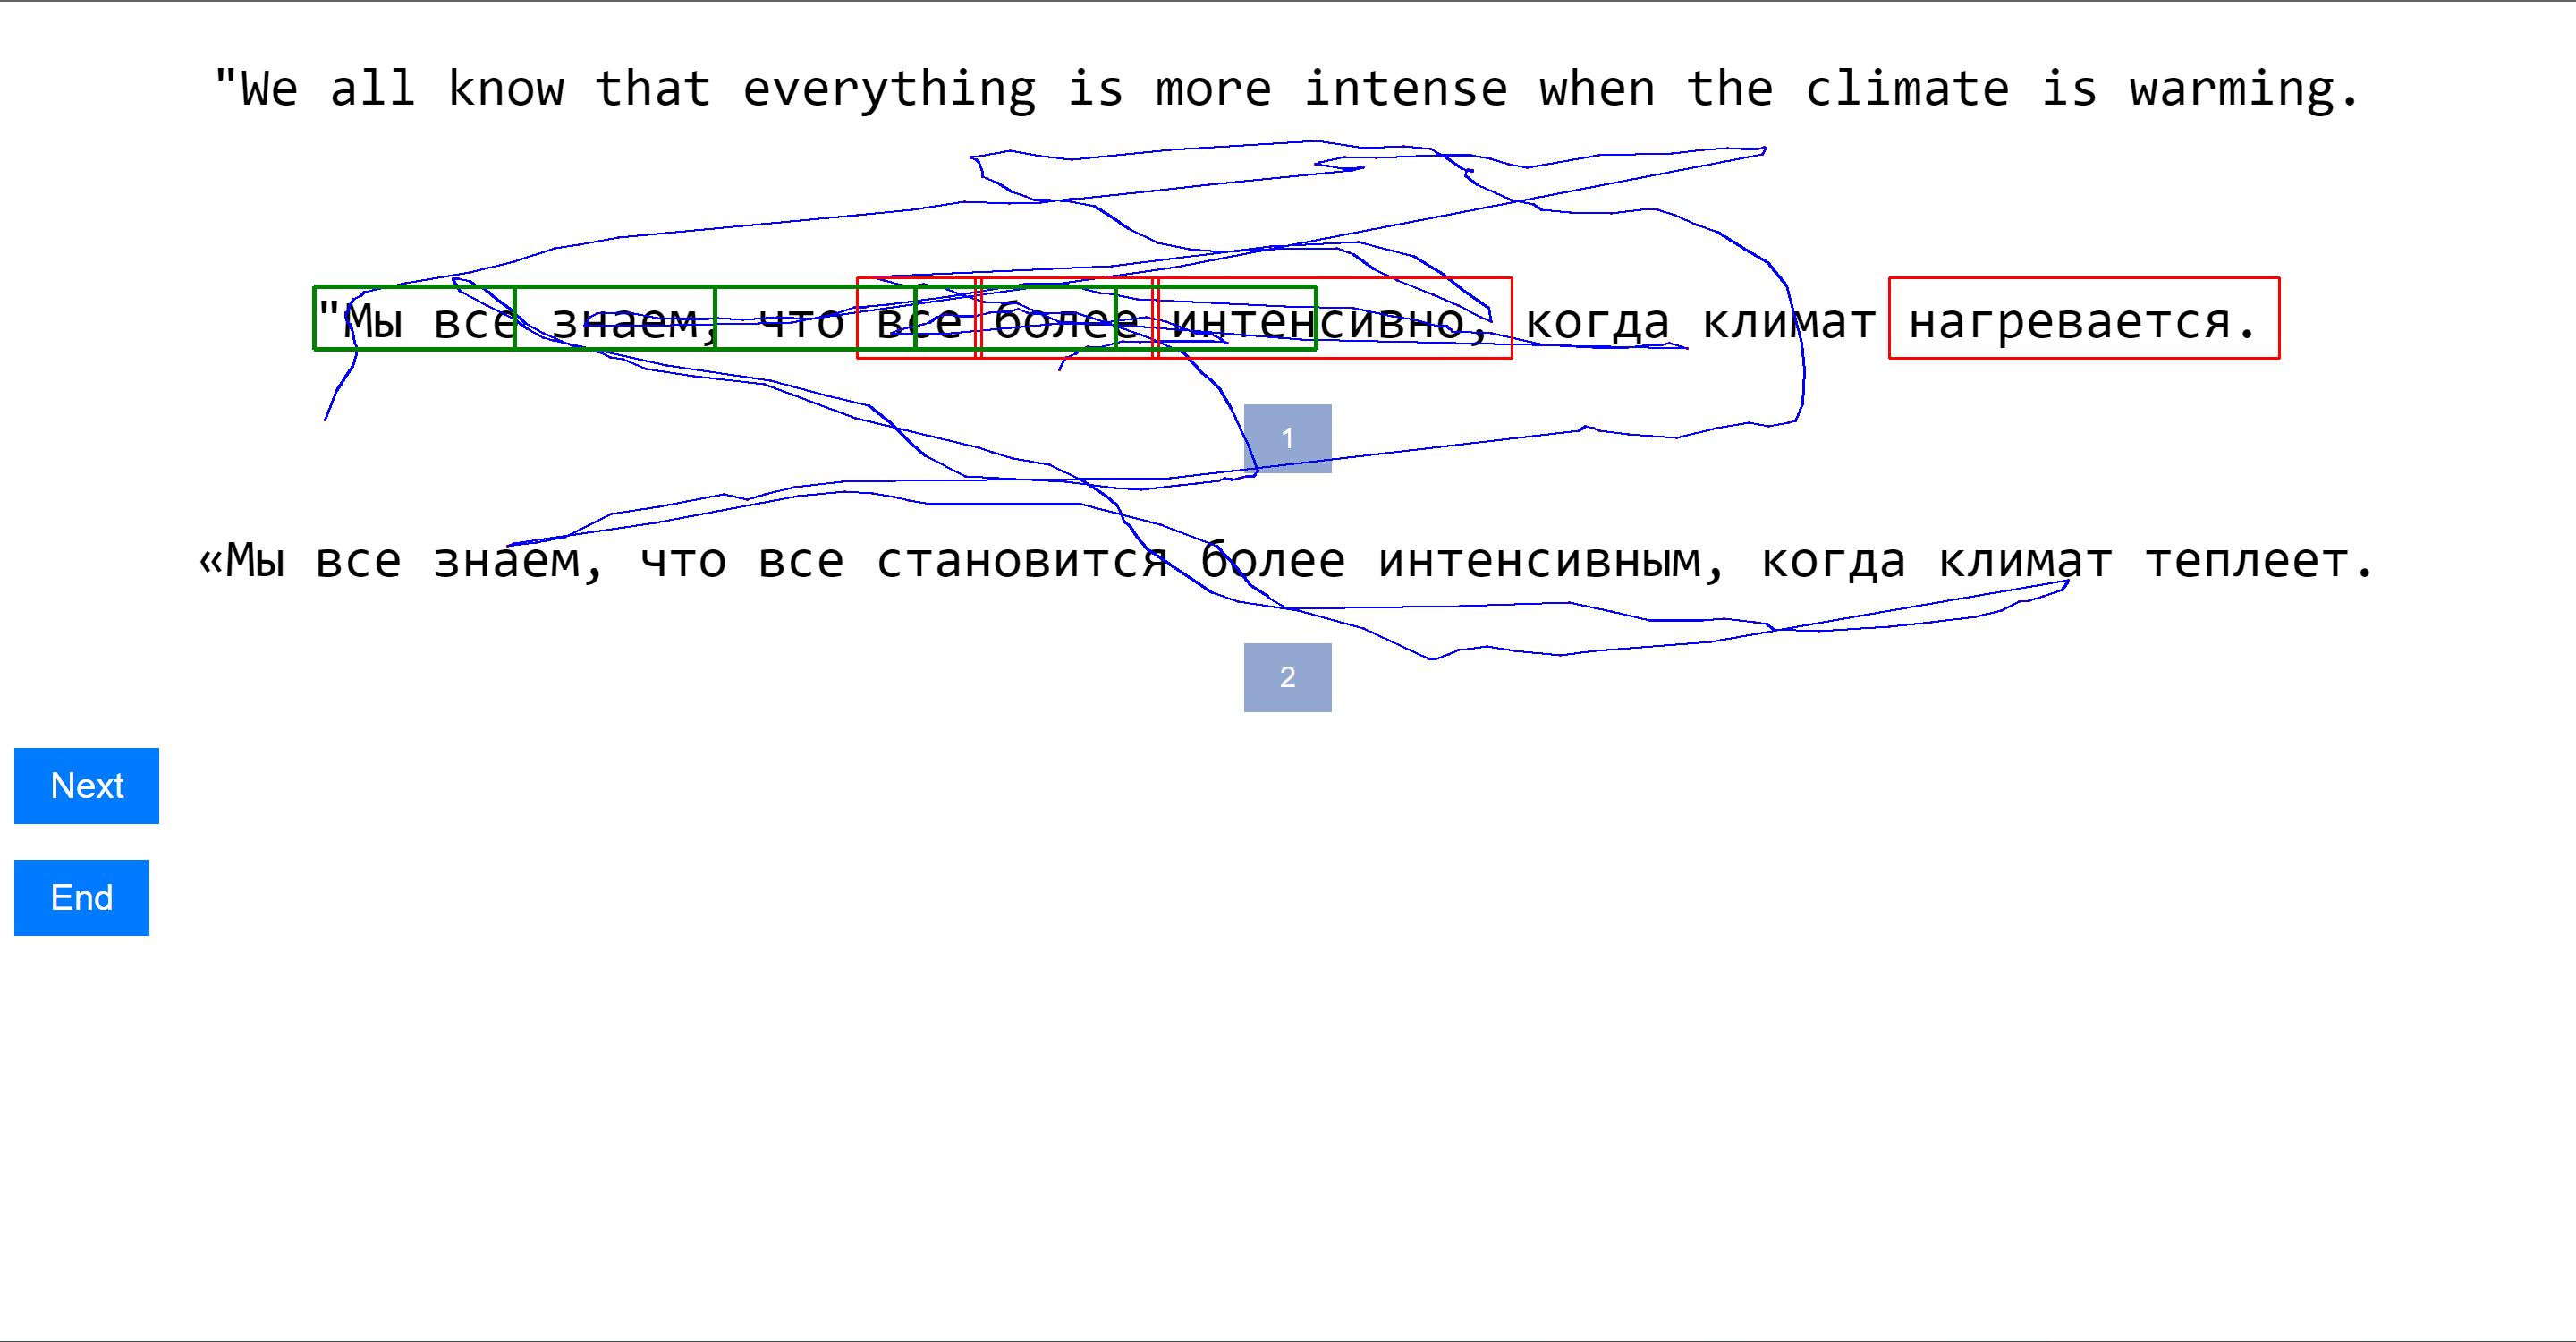 "We all know that everything is more intense when the climate is warming.
"Мы все знаем, что все более интенсивно, когда климат нагревается.
1
«Мы все знаем, что все становится более интенсивным, когда климат теплеет.
2
Next
End